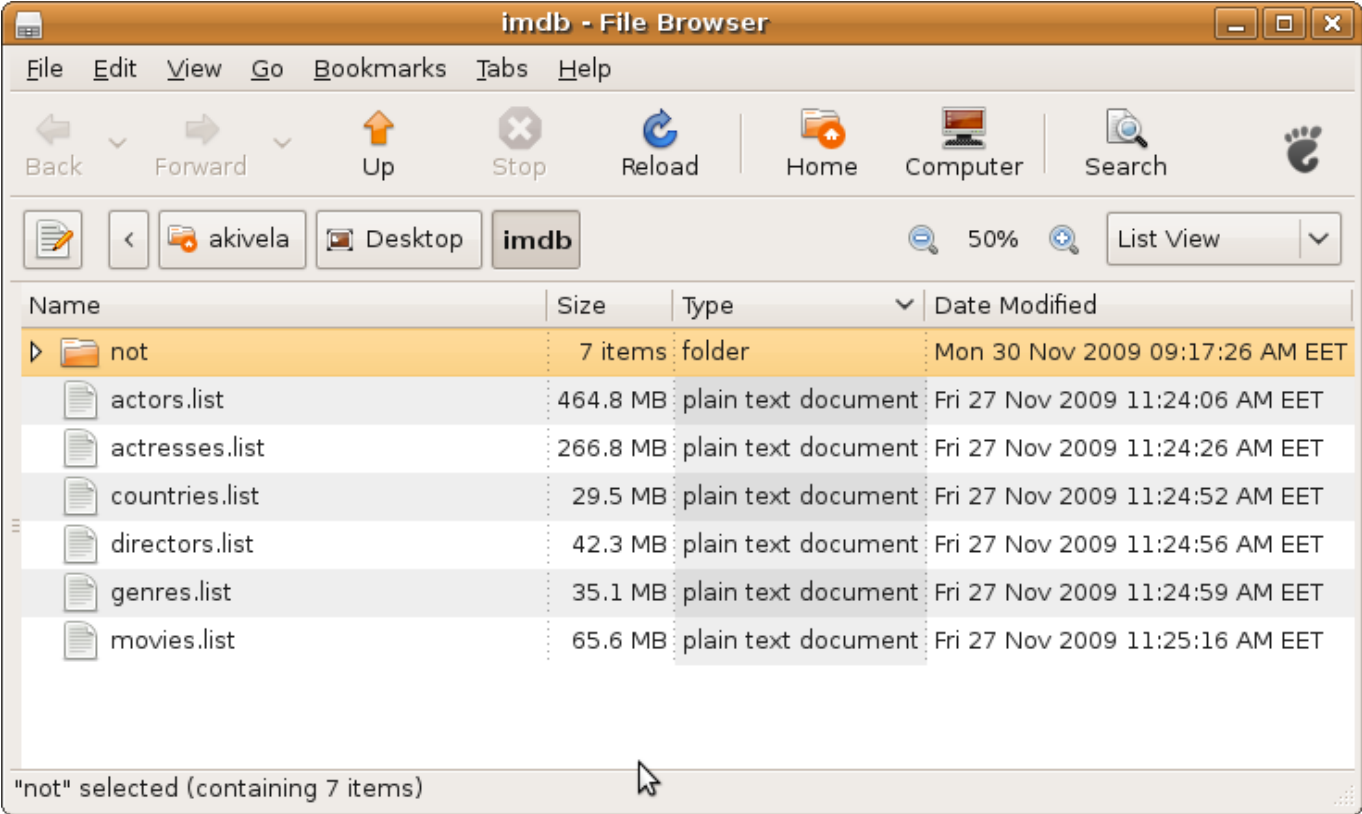 imdb - File Browser
File Edit View Go Bookmarks Tabs Help
Back Forward Up Stop Reload Home Computer Search
akivela Desktop imdb 50% List View
Name Size Type Date Modified
not 7 items folder Mon 30 Nov 2009 09:17:26 AM EET
actors.list 464.8 MB plain text document Fri 27 Nov 2009 11:24:06 AM EET
actresses.list 266.8 MB plain text document Fri 27 Nov 2009 11:24:26 AM EET
countries.list 29.5 MB plain text document Fri 27 Nov 2009 11:24:52 AM EET
directors.list 42.3 MB plain text document Fri 27 Nov 2009 11:24:56 AM EET
genres.list 35.1 MB plain text document Fri 27 Nov 2009 11:24:59 AM EET
movies.list 65.6 MB plain text document Fri 27 Nov 2009 11:25:16 AM EET
"not" selected (containing 7 items)